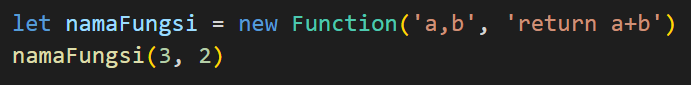 let namaFungsi = new Function('a,b', 'return a+b')
namaFungsi(3, 2)